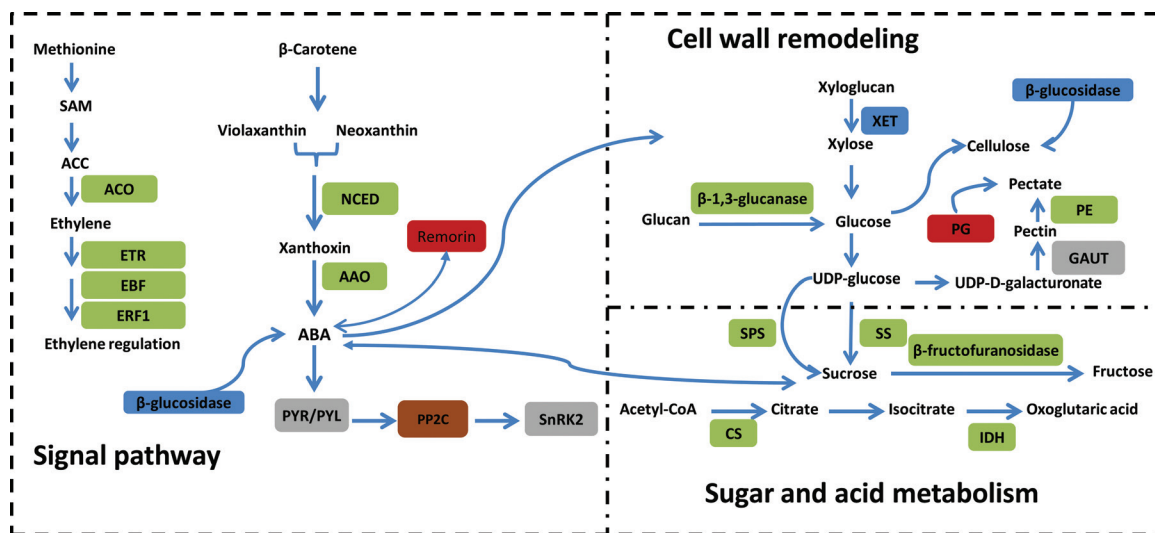 Methionine
SAM
ACC
ACO
Ethylene
ETR
EBF
ERF1
Ethylene regulation
β-Carotene
Violaxanthin
Neoxanthin
NCED
Xanthoxin
AAO
Remorin
ABA
β-glucosidase
PYR/PYL
PP2C
SnRK2
Signal pathway
Cell wall remodeling
Xyloglucan
XET
Xylose
β-glucosidase
Cellulose
β-1,3-glucanase
Glucan
Glucose
Pectate
PG
PE
Pectin
GAUT
UDP-glucose
UDP-D-galacturonate
SPS
SS
β-fructofuranosidase
Sucrose
Fructose
Acetyl-CoA
Citrate
Isocitrate
Oxoglutaric acid
CS
IDH
Sugar and acid metabolism